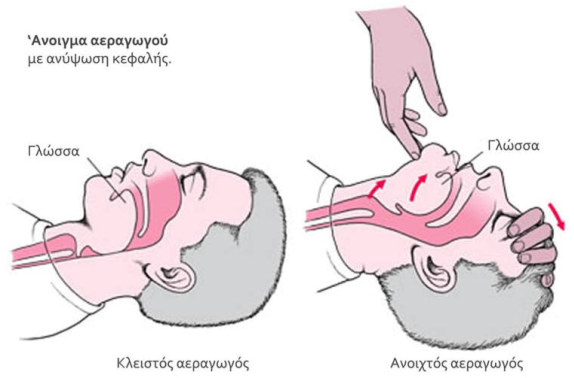 ‘Ανοιγμα αεραγωγού
με ανύψωση κεφαλής.
Γλώσσα
Γλώσσα
Κλειστός αεραγωγός
Ανοιχτός αεραγωγός